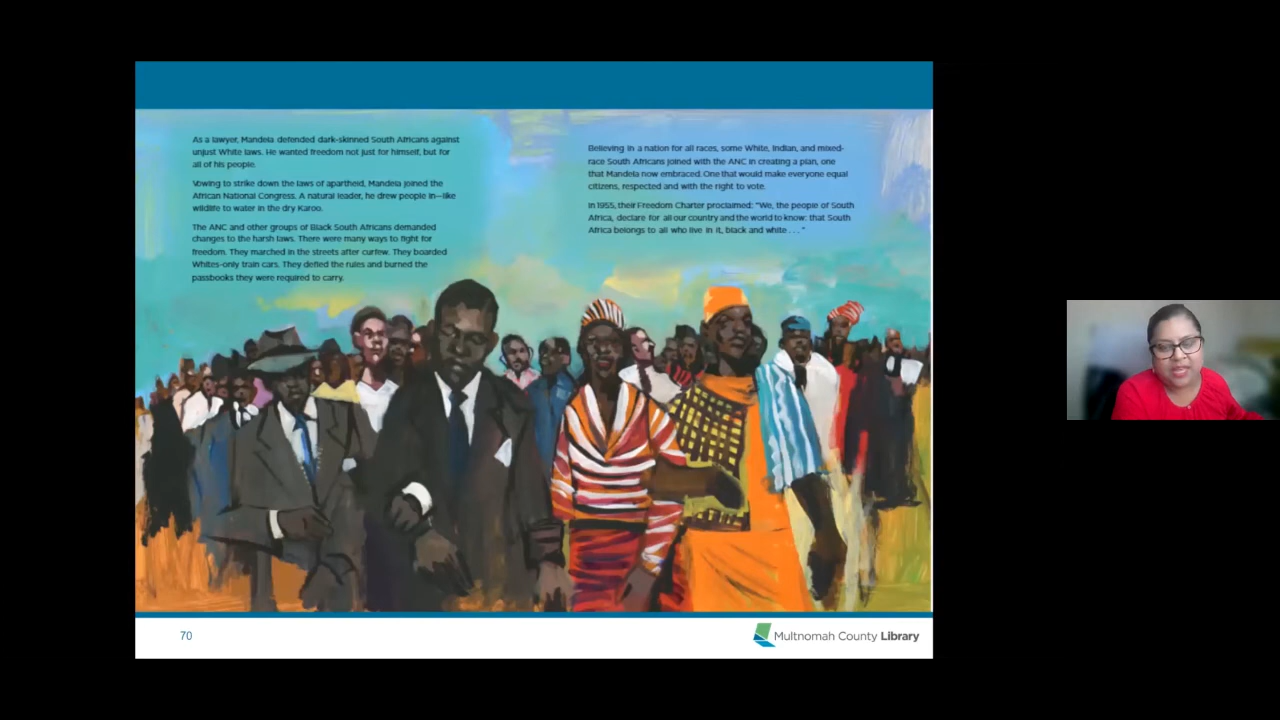 As a lawyer, Mandela defended dark-skinned South Africans against
unjust White laws. He wanted freedom not just for himself, but for
all of his people.
Vowing to strike down the laws of apartheid, Mandela joined the
African National Congress. A natural leader, he drew people in—like
wildlife to water in the dry Karoo.
The ANC and other groups of Black South Africans demanded
changes to the harsh laws. There were many ways to fight for
freedom. They marched in the streets after curfew. They boarded
Whites-only train cars. They defied the rules and burned the
passbooks they were required to carry.
Believing in a nation for all races, some White, Indian, and mixed-
race South Africans joined with the ANC in creating a plan, one
that Mandela now embraced. One that would make everyone equal
citizens, respected and with the right to vote.
In 1955, their Freedom Charter proclaimed: "We, the people of South
Africa, declare for all our country and the world to know: that South
Africa belongs to all who live in it, black and white . . . "
70
Multnomah County Library